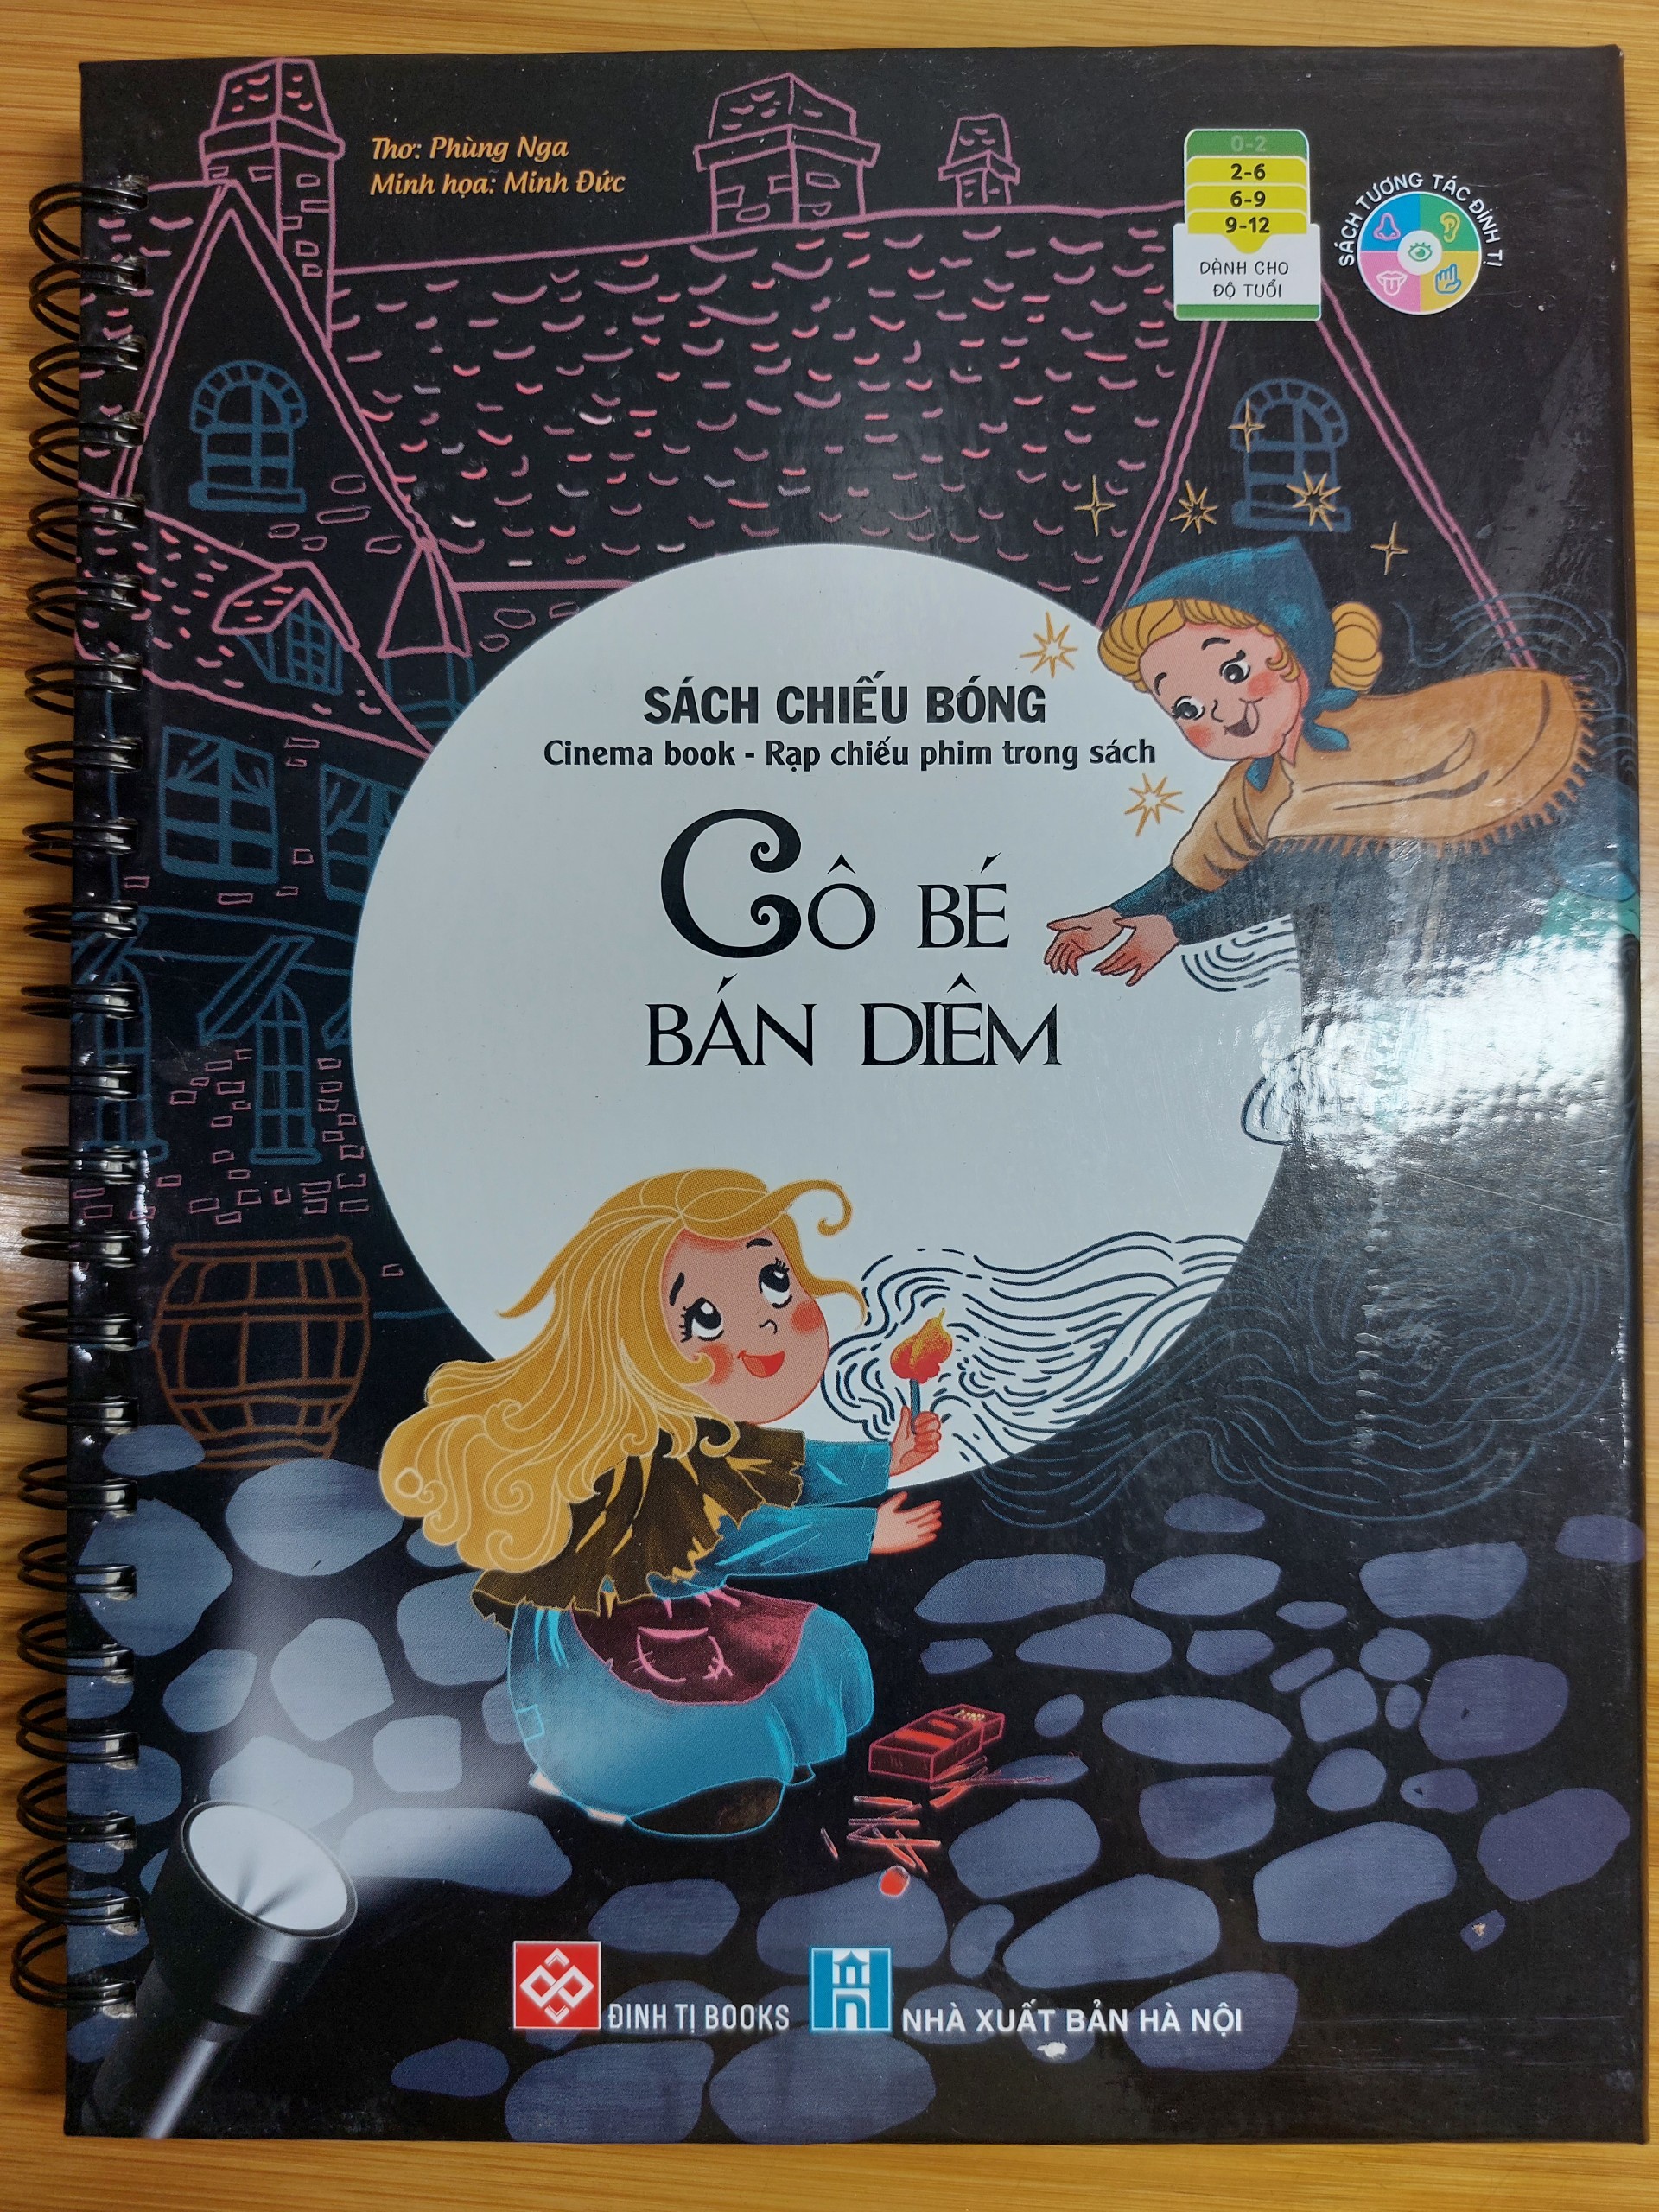 Thơ: Phùng Nga
Minh họa: Minh Đức
0-2
2-6
6-9
9-12
DÀNH CHO
ĐỘ TUỔI
SÁCH TƯƠNG TÁC ĐINH TỊ
SÁCH CHIẾU BÓNG
Cinema book - Rạp chiếu phim trong sách
CÔ BÉ
BÁN DIÊM
ĐINH TỊ BOOKS
NHÀ XUẤT BẢN HÀ NỘI